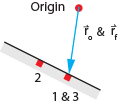 Origin
r⃗ₒ & r⃗f
2
1 & 3